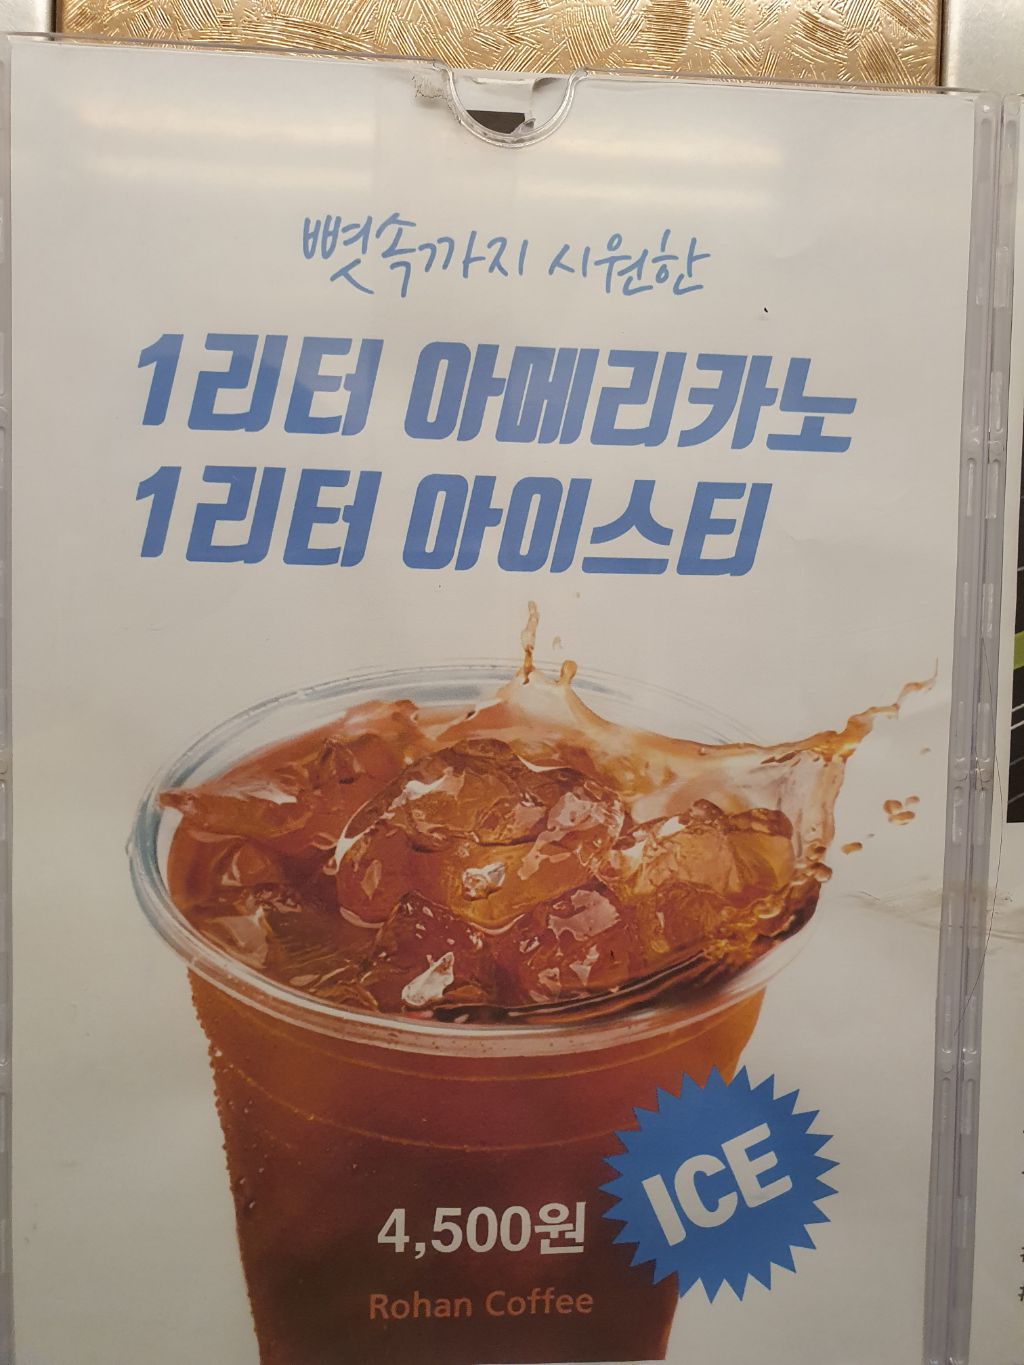 뼛속까지 시원한
1리터 아메리카노
1리터 아이스티
ICE
4,500원
Rohan Coffee